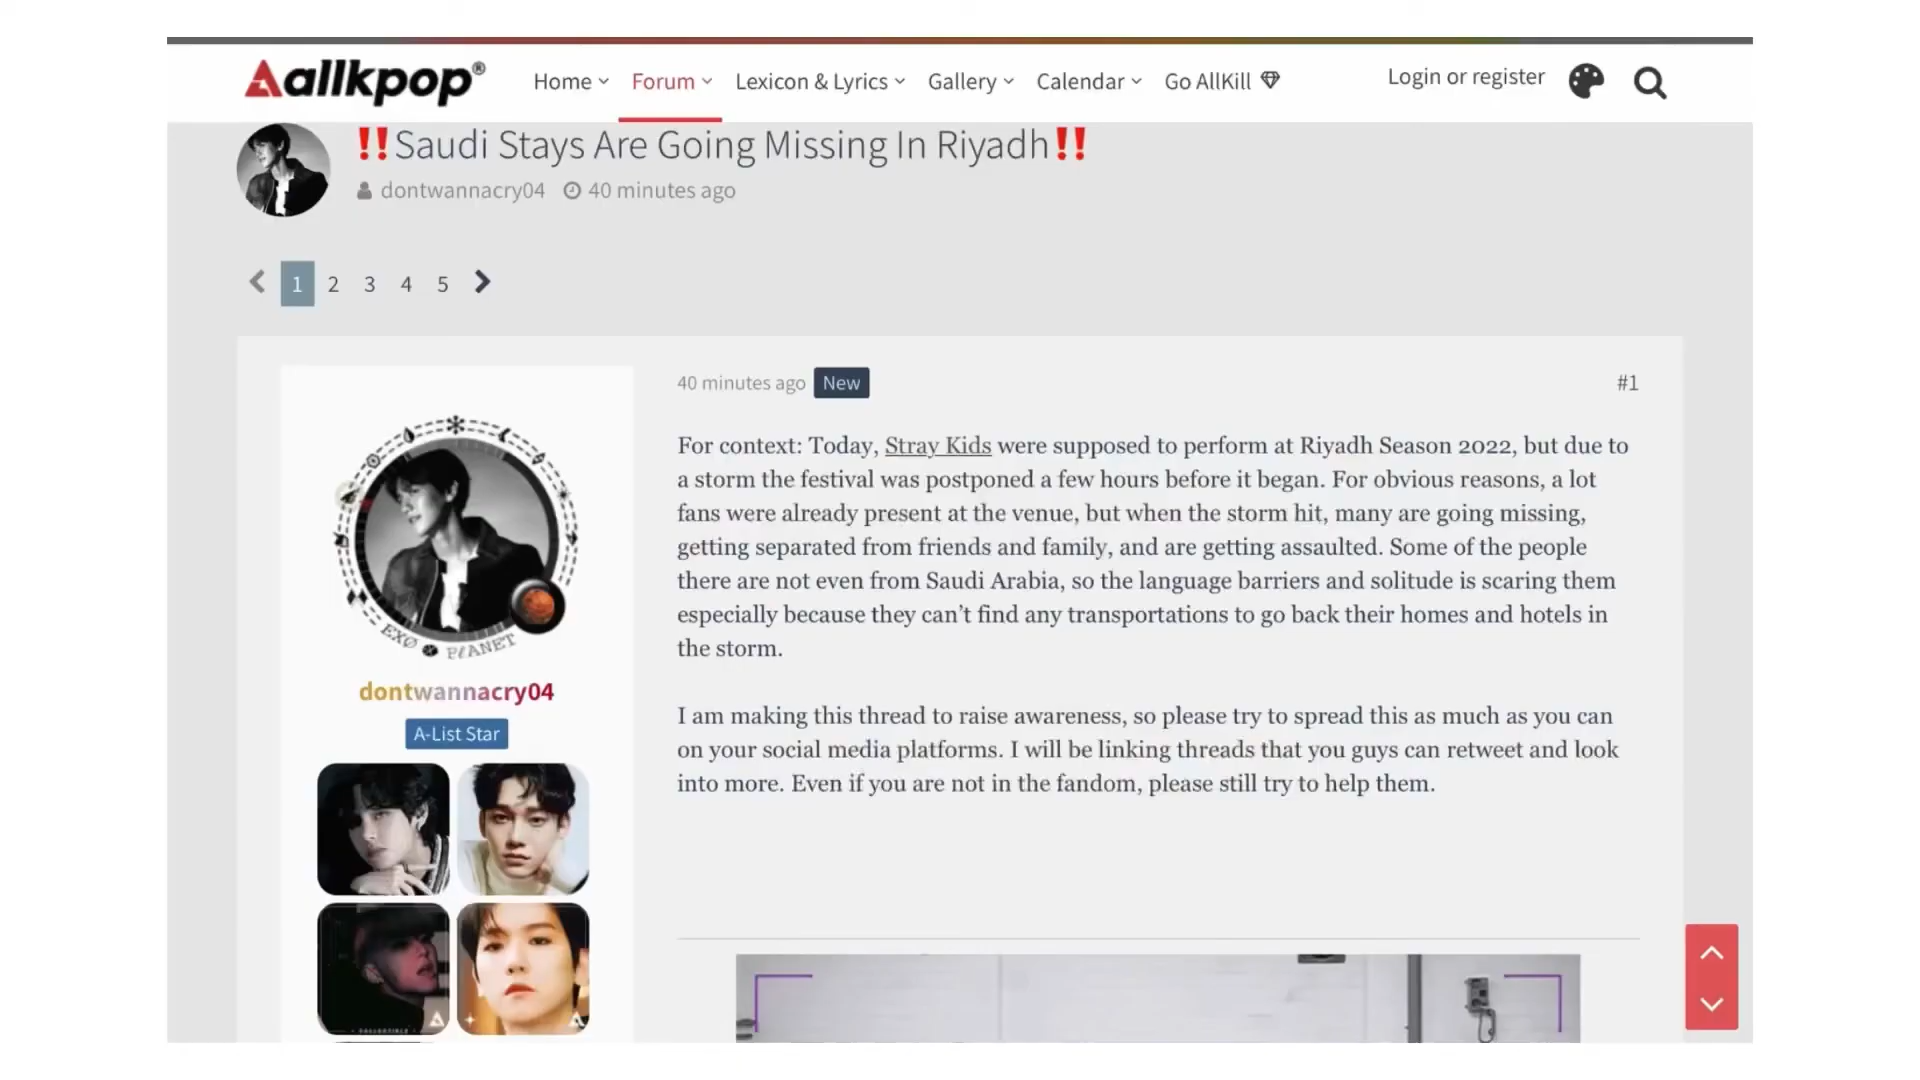 allkpop®
Home Forum Lexicon & Lyrics Gallery Calendar Go AllKill Login or register
‼Saudi Stays Are Going Missing In Riyadh‼
dontwannacry04 40 minutes ago
1 2 3 4 5
40 minutes ago New #1
For context: Today, Stray Kids were supposed to perform at Riyadh Season 2022, but due to
a storm the festival was postponed a few hours before it began. For obvious reasons, a lot
fans were already present at the venue, but when the storm hit, many are going missing,
getting separated from friends and family, and are getting assaulted. Some of the people
there are not even from Saudi Arabia, so the language barriers and solitude is scaring them
especially because they can’t find any transportations to go back their homes and hotels in
the storm.
I am making this thread to raise awareness, so please try to spread this as much as you can
on your social media platforms. I will be linking threads that you guys can retweet and look
into more. Even if you are not in the fandom, please still try to help them.
EXO PLANET
dontwannacry04
A-List Star